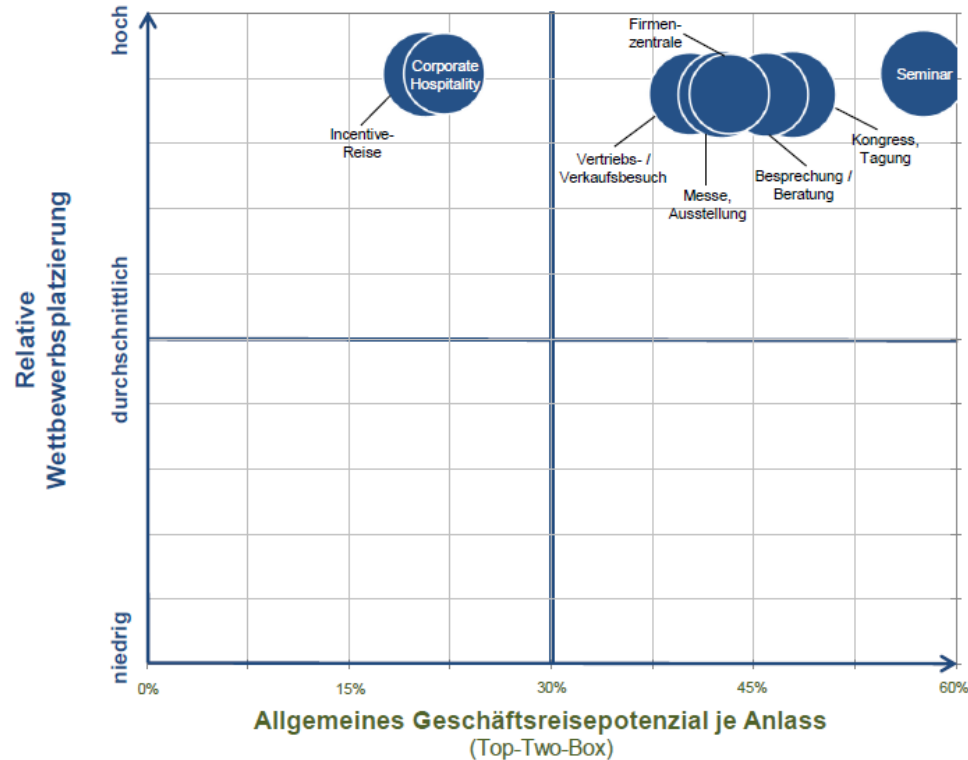 hoch
durchschnittlich
niedrig
Relative
Wettbewerbsplatzierung
Corporate
Hospitality
Incentive-
Reise
Firmen-
zentrale
Vertriebs- /
Verkaufsbesuch
Messe,
Ausstellung
Besprechung /
Beratung
Kongress,
Tagung
Seminar
0%
15%
30%
45%
60%
Allgemeines Geschäftsreisepotenzial je Anlass
(Top-Two-Box)